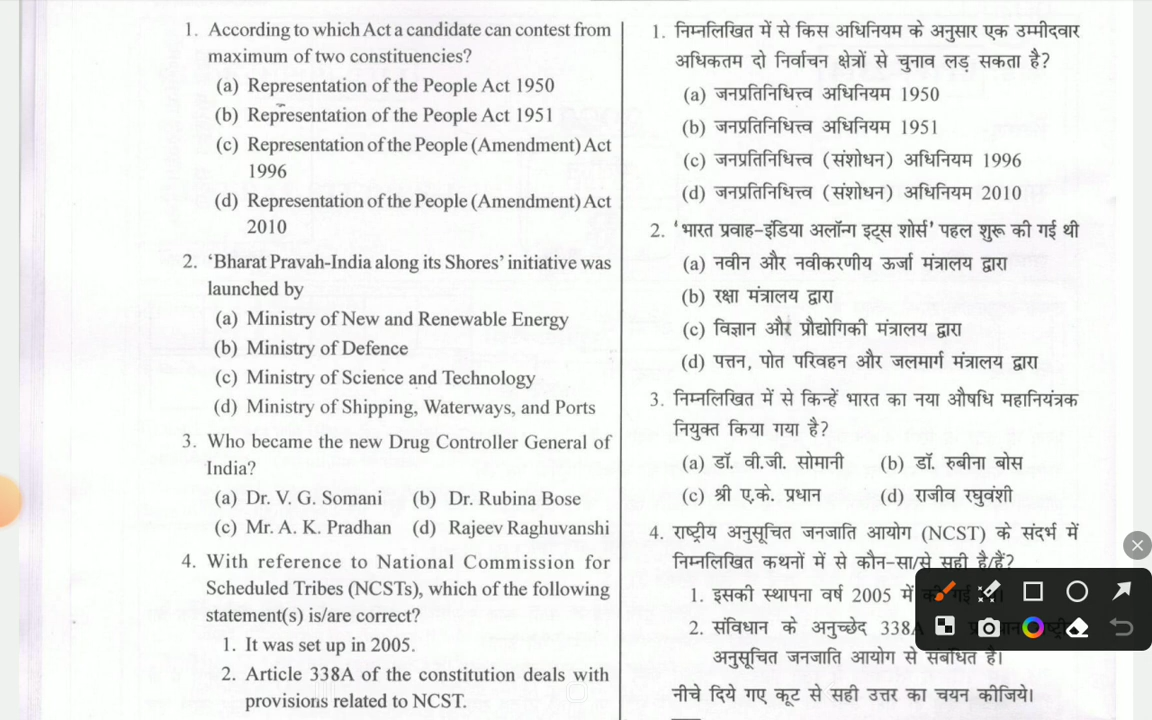 1. According to which Act a candidate can contest from
maximum of two constituencies?
(a) Representation of the People Act 1950
(b) Representation of the People Act 1951
(c) Representation of the People (Amendment) Act
1996
(d) Representation of the People (Amendment) Act
2010
2. ‘Bharat Pravah-India along its Shores’ initiative was
launched by
(a) Ministry of New and Renewable Energy
(b) Ministry of Defence
(c) Ministry of Science and Technology
(d) Ministry of Shipping, Waterways, and Ports
3. Who became the new Drug Controller General of
India?
(a) Dr. V. G. Somani (b) Dr. Rubina Bose
(c) Mr. A. K. Pradhan (d) Rajeev Raghuvanshi
4. With reference to National Commission for
Scheduled Tribes (NCSTs), which of the following
statement(s) is/are correct?
1. It was set up in 2005.
2. Article 338A of the constitution deals with
provisions related to NCST.
1. निम्नलिखित में से किस अधिनियम के अनुसार एक उम्मीदवार
अधिकतम दो निर्वाचन क्षेत्रों से चुनाव लड़ सकता है?
(a) जनप्रतिनिधित्त्व अधिनियम 1950
(b) जनप्रतिनिधित्त्व अधिनियम 1951
(c) जनप्रतिनिधित्त्व (संशोधन) अधिनियम 1996
(d) जनप्रतिनिधित्त्व (संशोधन) अधिनियम 2010
2. ‘भारत प्रवाह-इंडिया अलॉन्ग इट्स शोर्स’ पहल शुरू की गई थी
(a) नवीन और नवीकरणीय ऊर्जा मंत्रालय द्वारा
(b) रक्षा मंत्रालय द्वारा
(c) विज्ञान और प्रौद्योगिकी मंत्रालय द्वारा
(d) पत्तन, पोत परिवहन और जलमार्ग मंत्रालय द्वारा
3. निम्नलिखित में से किन्हें भारत का नया औषधि महानियंत्रक
नियुक्त किया गया है?
(a) डॉ. वी.जी. सोमानी (b) डॉ. रुबीना बोस
(c) श्री ए.के. प्रधान (d) राजीव रघुवंशी
4. राष्ट्रीय अनुसूचित जनजाति आयोग (NCST) के संदर्भ में
निम्नलिखित कथनों में से कौन-सा/से सही है/हैं?
1. इसकी स्थापना वर्ष 2005 में
2. संविधान के अनुच्छेद 338A
अनुसूचित जनजाति आयोग से संबंधित है।
नीचे दिये गए कूट से सही उत्तर का चयन कीजिये।